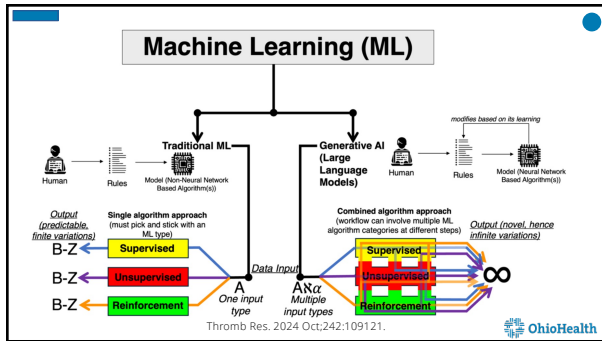 Machine Learning (ML)
Traditional ML
Human
Rules
Model (Non-Neural Network
Based Algorithm(s))
Generative AI
(Large
Language
Models)
modifies based on its learning
Human
Rules
Model (Neural Network
Based Algorithm(s))
Output
(predictable,
finite variations)
Single algorithm approach
(must pick and stick with an
ML type)
B-Z
Supervised
B-Z
Unsupervised
B-Z
Reinforcement
A
One input
type
Data Input
Aℵα
Multiple
input types
Combined algorithm approach
(workflow can involve multiple ML
algorithm categories at different steps)
Supervised
Unsupervised
Reinforcement
Output (novel, hence
infinite variations)
∞
Thromb Res. 2024 Oct;242:109121.
OhioHealth